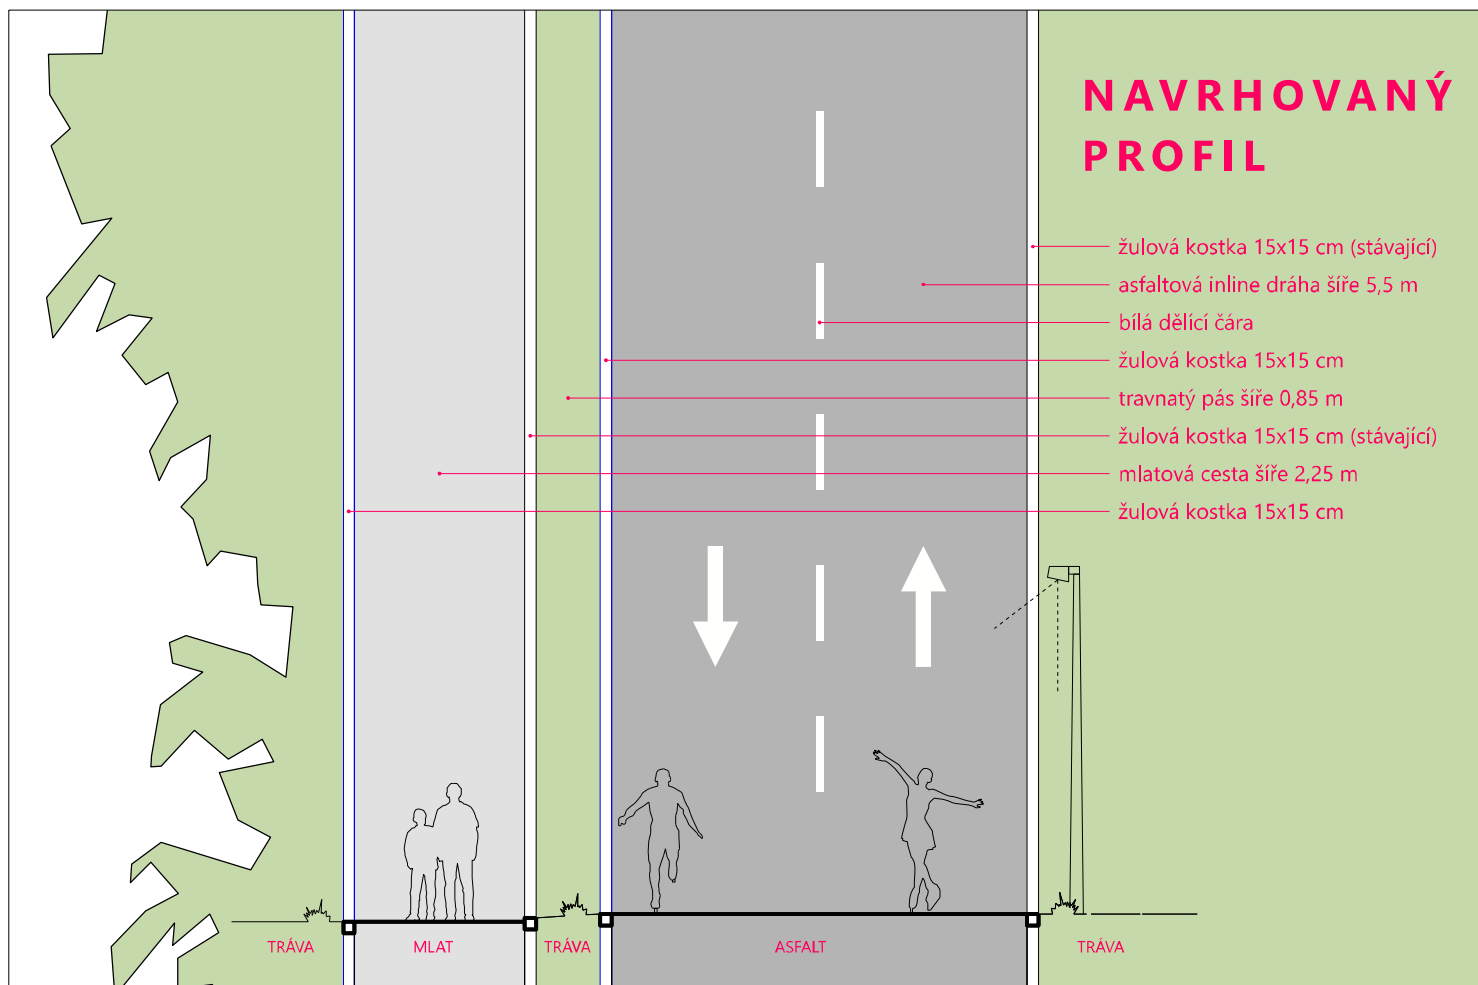 NAVRHOVANÝ
PROFIL
žulová kostka 15x15 cm (stávající)
asfaltová inline dráha šíře 5,5 m
bílá dělící čára
žulová kostka 15x15 cm
travnatý pás šíře 0,85 m
žulová kostka 15x15 cm (stávající)
mlatová cesta šíře 2,25 m
žulová kostka 15x15 cm
TRÁVA MLAT TRÁVA ASFALT TRÁVA